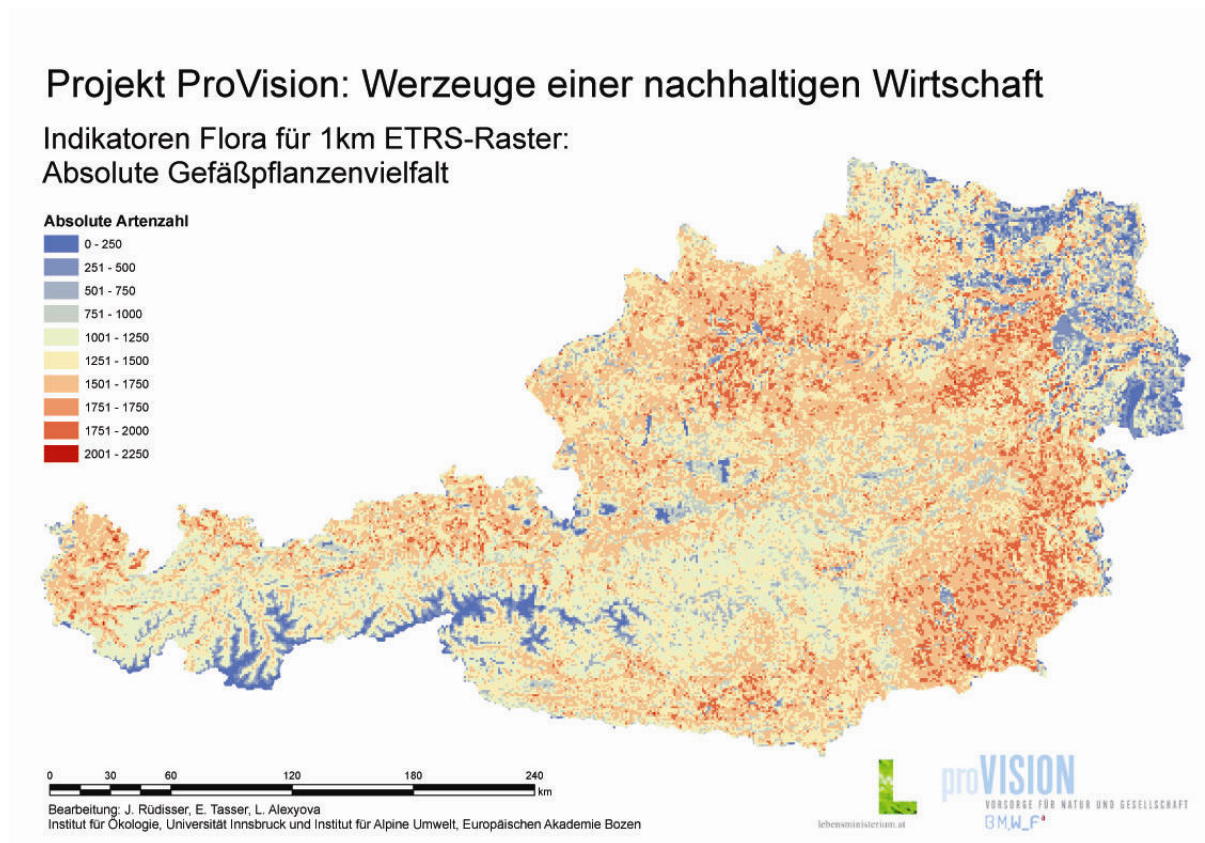 Projekt ProVision: Werzeuge einer nachhaltigen Wirtschaft
Indikatoren Flora für 1km ETRS-Raster:
Absolute Gefäßpflanzenvielfalt
Absolute Artenzahl
0 - 250
251 - 500
501 - 750
751 - 1000
1001 - 1250
1251 - 1500
1501 - 1750
1751 - 1750
1751 - 2000
2001 - 2250
0 30 60 120 180 240
km
Bearbeitung: J. Rüdisser, E. Tasser, L. Alexyova
Institut für Ökologie, Universität Innsbruck und Institut für Alpine Umwelt, Europäischen Akademie Bozen
lebensministerium.at
proVISION
VORSORGE FÜR NATUR UND GESELLSCHAFT
BM.W_Fª